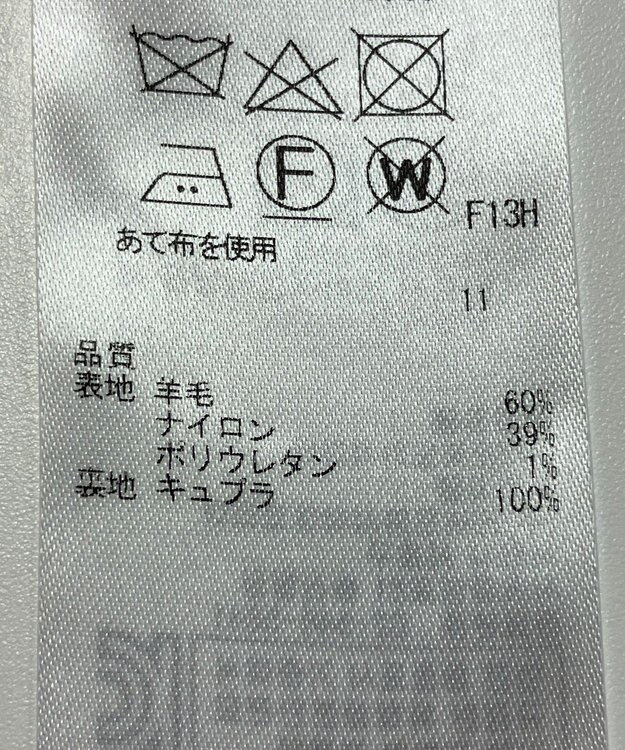 F W F13H
あて布を使用
11
品質
表地 羊毛 60%
ナイロン 39%
ポリウレタン 1%
裏地 キュプラ 100%